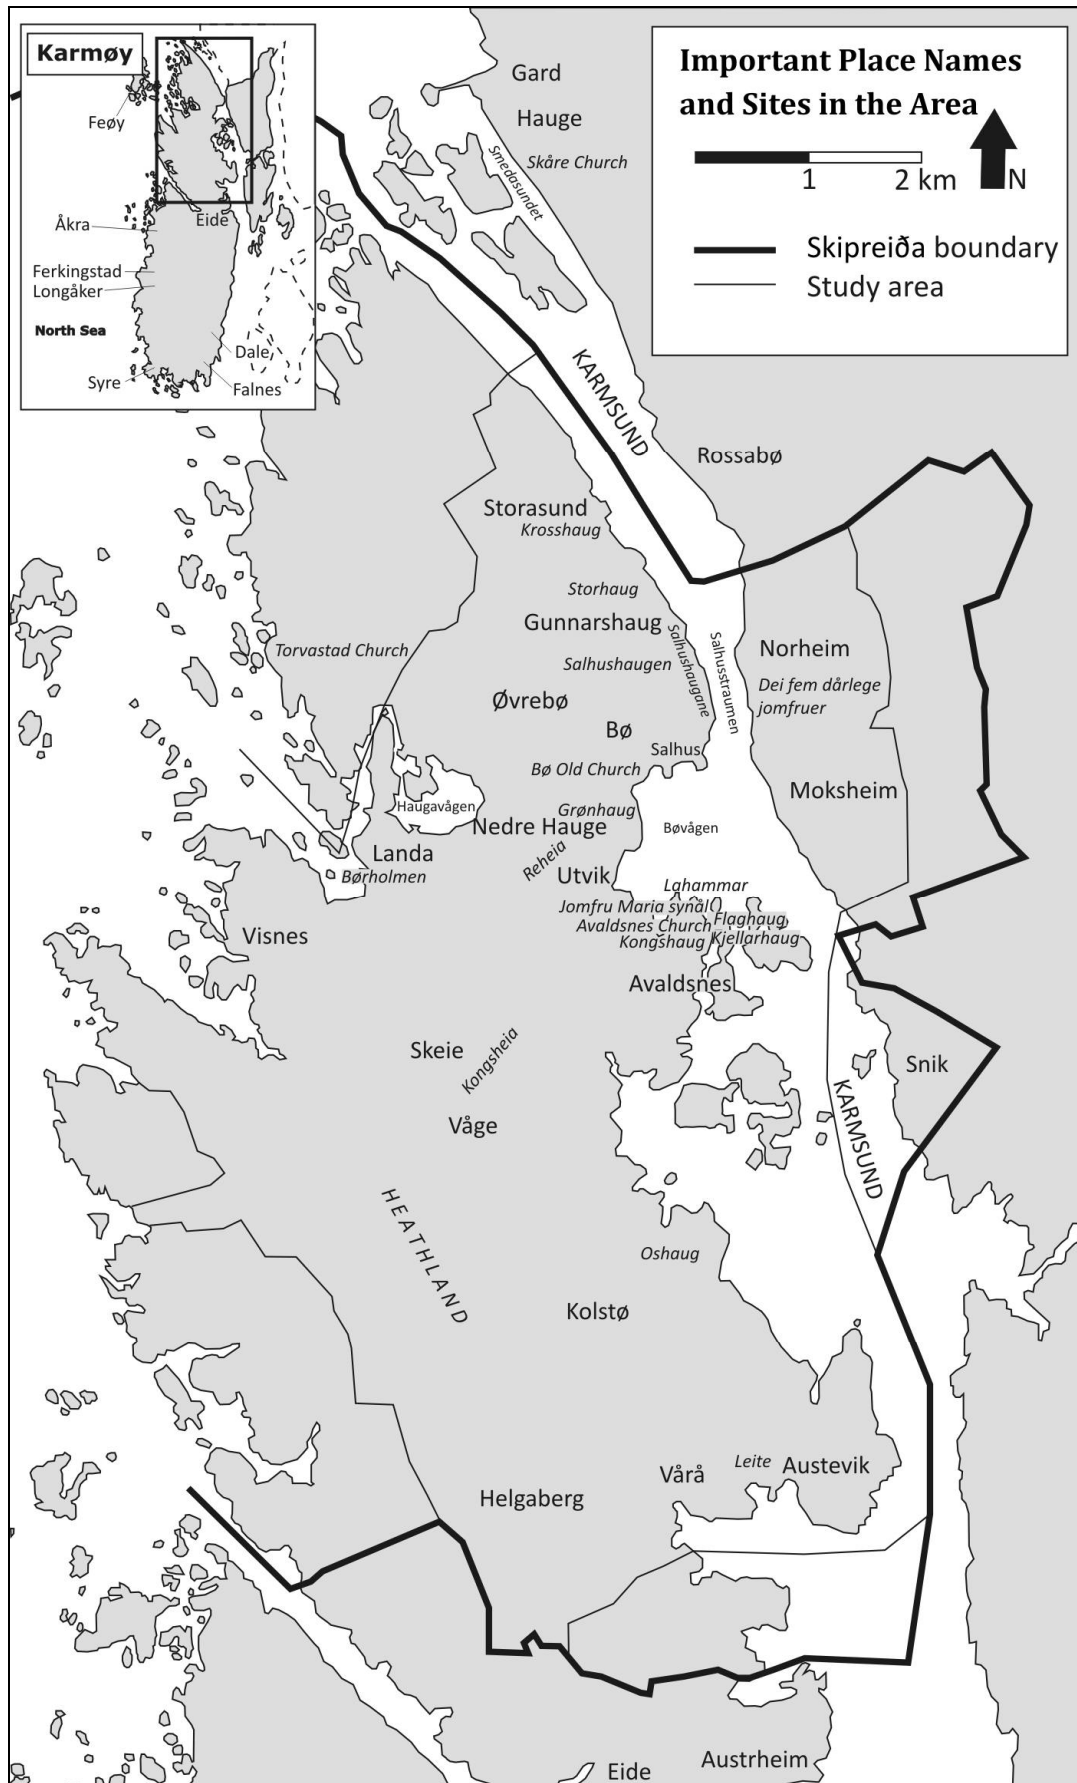 Karmøy
Feøy
Åkra
Eide
Ferkingstad
Longåker
North Sea
Dale
Syre
Falnes
Important Place Names
and Sites in the Area
1
2 km
N
Skipreiða boundary
Study area
Gard
Hauge
Skåre Church
Smedasundet
KARMSUND
Rossabø
Storasund
Krosshaug
Storhaug
Gunnarshaug
Salhushaugane
Salhusstraumen
Norheim
Torvastad Church
Salhushaugen
Dei fem dårlege
jomfruer
Øvrebø
Bø
Salhus
Bø Old Church
Moksheim
Haugavågen
Grønhaug
Nedre Hauge
Bøvågen
Landa
Reheia
Børholmen
Utvik
Lahammar
Jomfru Maria synål
Flaghaug
Avaldsnes Church
Visnes
Kongshaug
Kjellarhaug
Avaldsnes
Skeie
Kongsheia
Snik
Våge
KARMSUND
HEATHLAND
Oshaug
Kolstø
Vårå
Leite
Austevik
Helgaberg
Austrheim
Eide